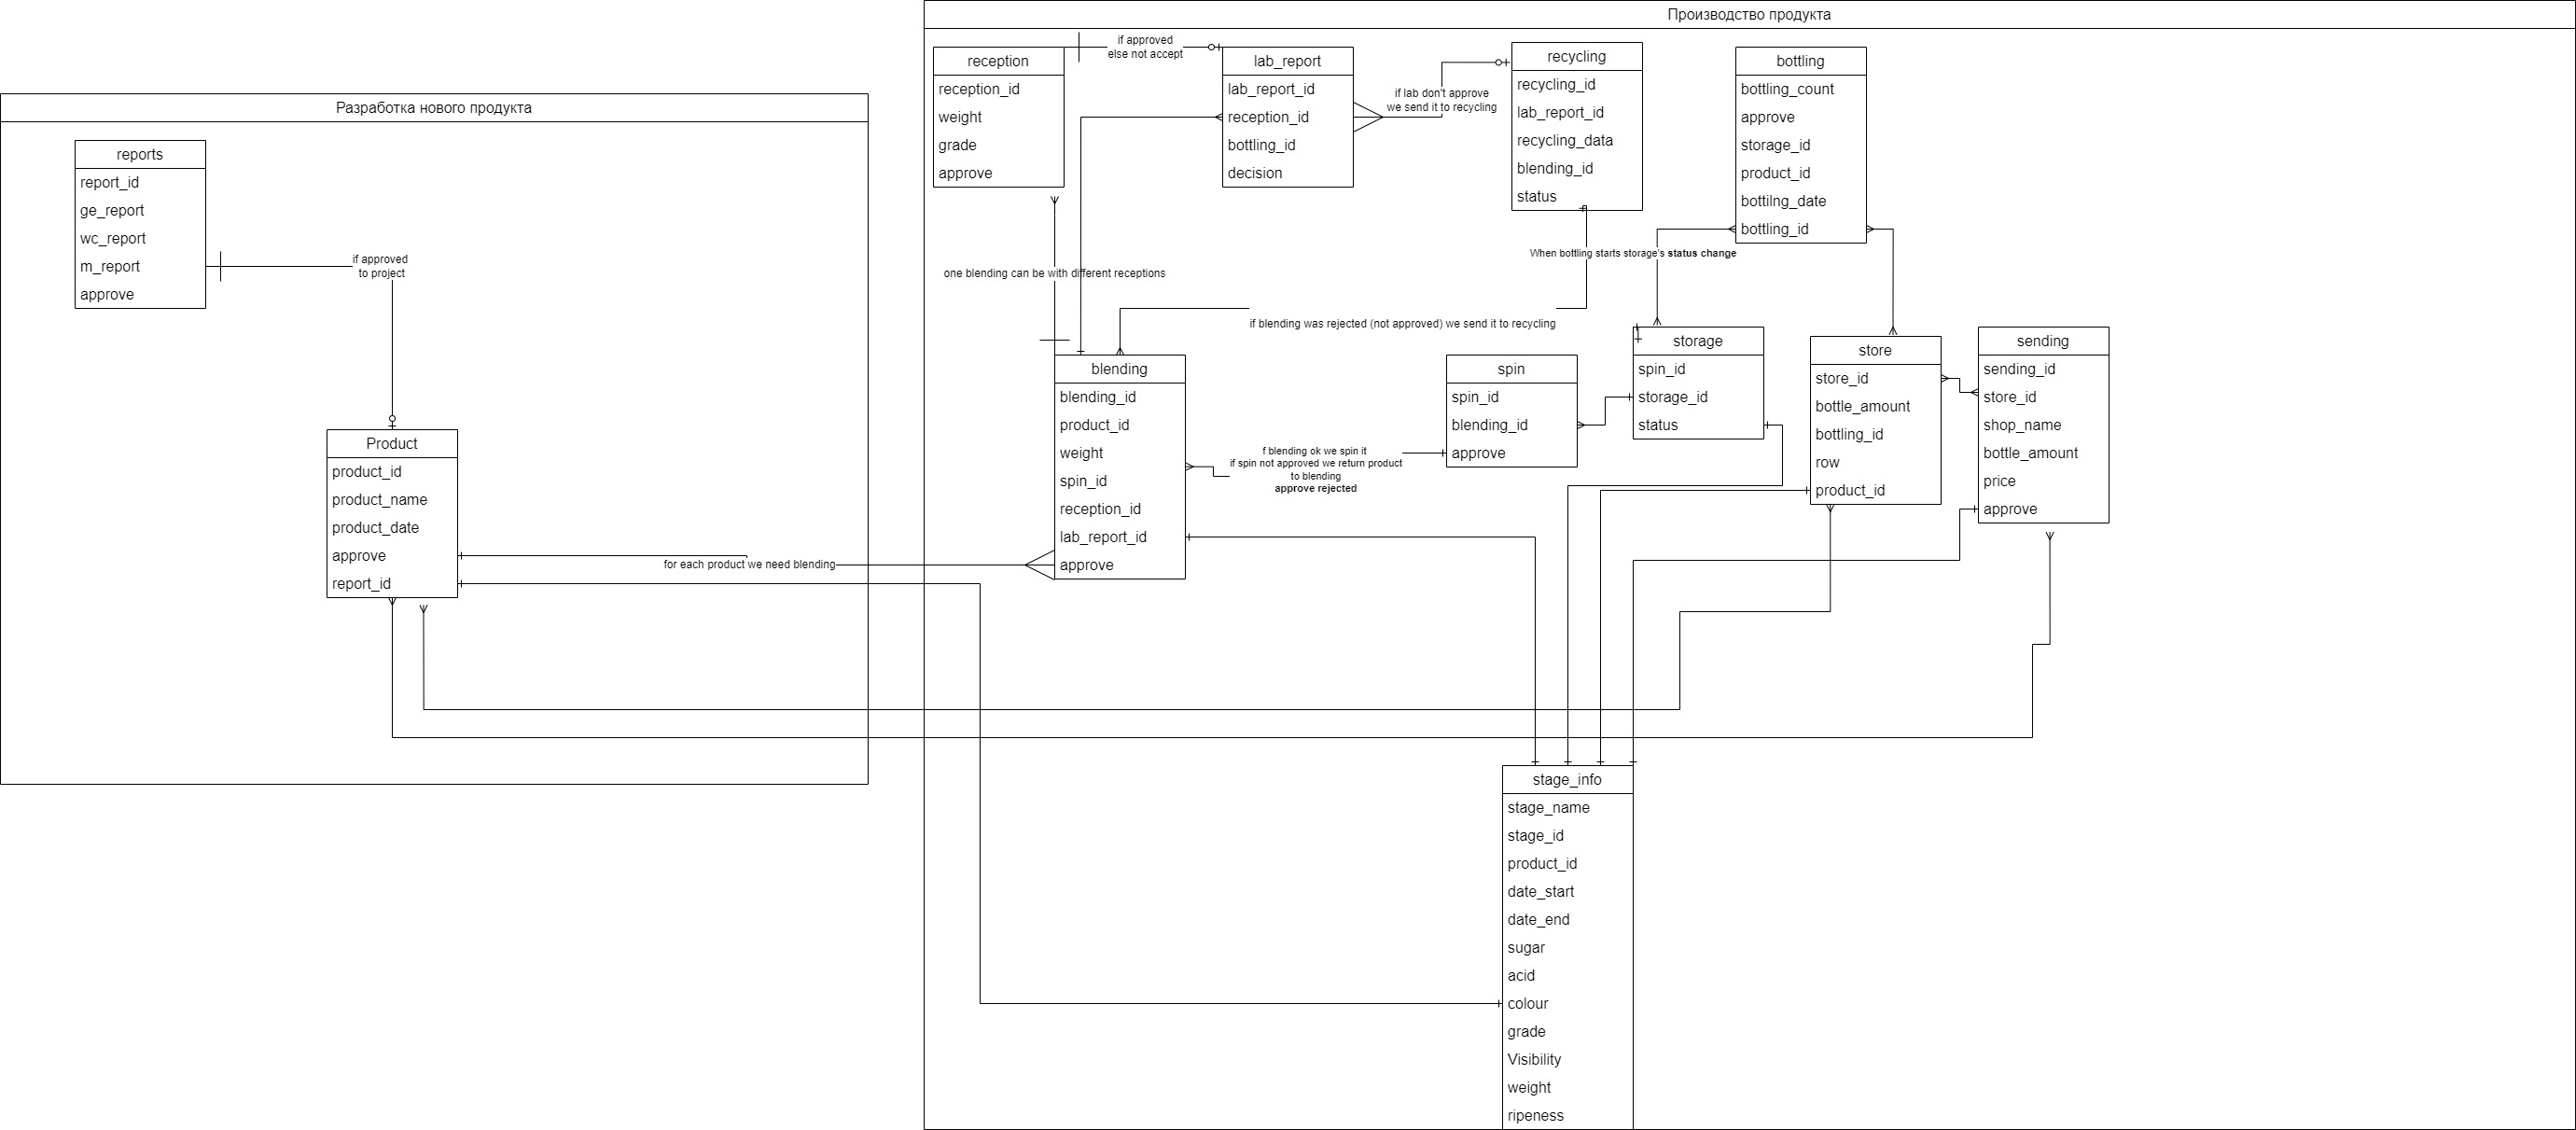 Производство продукта
Разработка нового продукта
reports
report_id
ge_report
wc_report
m_report
approve
if approved
to project
Product
product_id
product_name
product_date
approve
report_id
for each product we need blending
reception
reception_id
weight
grade
approve
if approved
else not accept
lab_report
lab_report_id
reception_id
bottling_id
decision
if lab don't approve
we send it to recycling
recycling
recycling_id
lab_report_id
recycling_data
blending_id
status
bottling
bottling_count
approve
storage_id
product_id
bottilng_date
bottling_id
When bottling starts storage's status change
one blending can be with different receptions
if blending was rejected (not approved) we send it to recycling
blending
blending_id
product_id
weight
spin_id
reception_id
lab_report_id
approve
f blending ok we spin it
if spin not approved we return product
to blending
approve rejected
spin
spin_id
blending_id
approve
storage
spin_id
storage_id
status
store
store_id
bottle_amount
bottling_id
row
product_id
sending
sending_id
store_id
shop_name
bottle_amount
price
approve
stage_info
stage_name
stage_id
product_id
date_start
date_end
sugar
acid
colour
grade
Visibility
weight
ripeness